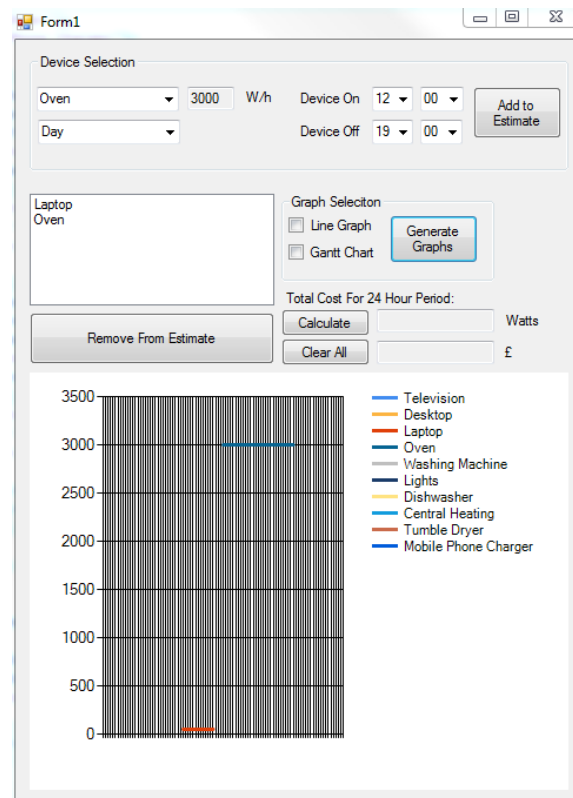 Form1
Device Selection
Oven 3000 W/h Device On 12 00 Add to Estimate
Day Device Off 19 00
Laptop
Oven
Graph Seleciton
Line Graph
Gantt Chart
Generate Graphs
Total Cost For 24 Hour Period:
Remove From Estimate
Calculate Watts
Clear All £
3500
3000
2500
2000
1500
1000
500
0
Television
Desktop
Laptop
Oven
Washing Machine
Lights
Dishwasher
Central Heating
Tumble Dryer
Mobile Phone Charger